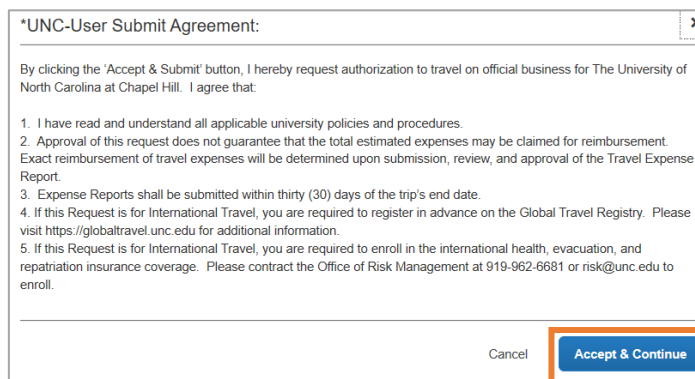 *UNC-User Submit Agreement:
By clicking the ‘Accept & Submit’ button, I hereby request authorization to travel on official business for The University of
North Carolina at Chapel Hill.  I agree that:
1.  I have read and understand all applicable university policies and procedures.
2.  Approval of this request does not guarantee that the total estimated expenses may be claimed for reimbursement.
Exact reimbursement of travel expenses will be determined upon submission, review, and approval of the Travel Expense
Report.
3.  Expense Reports shall be submitted within thirty (30) days of the trip's end date.
4. If this Request is for International Travel, you are required to register in advance on the Global Travel Registry.  Please
visit https://globaltravel.unc.edu for additional information.
5. If this Request is for International Travel, you are required to enroll in the international health, evacuation, and
repatriation insurance coverage.  Please contract the Office of Risk Management at 919-962-6681 or risk@unc.edu to
enroll.
Cancel
Accept & Continue